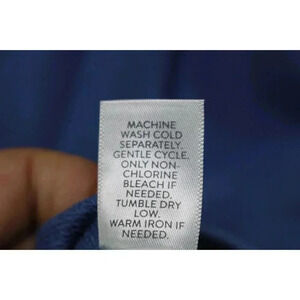 MACHINE
WASH COLD
SEPARATELY.
GENTLE CYCLE.
ONLY NON-
CHLORINE
BLEACH IF
NEEDED.
TUMBLE DRY
LOW.
WARM IRON IF
NEEDED.